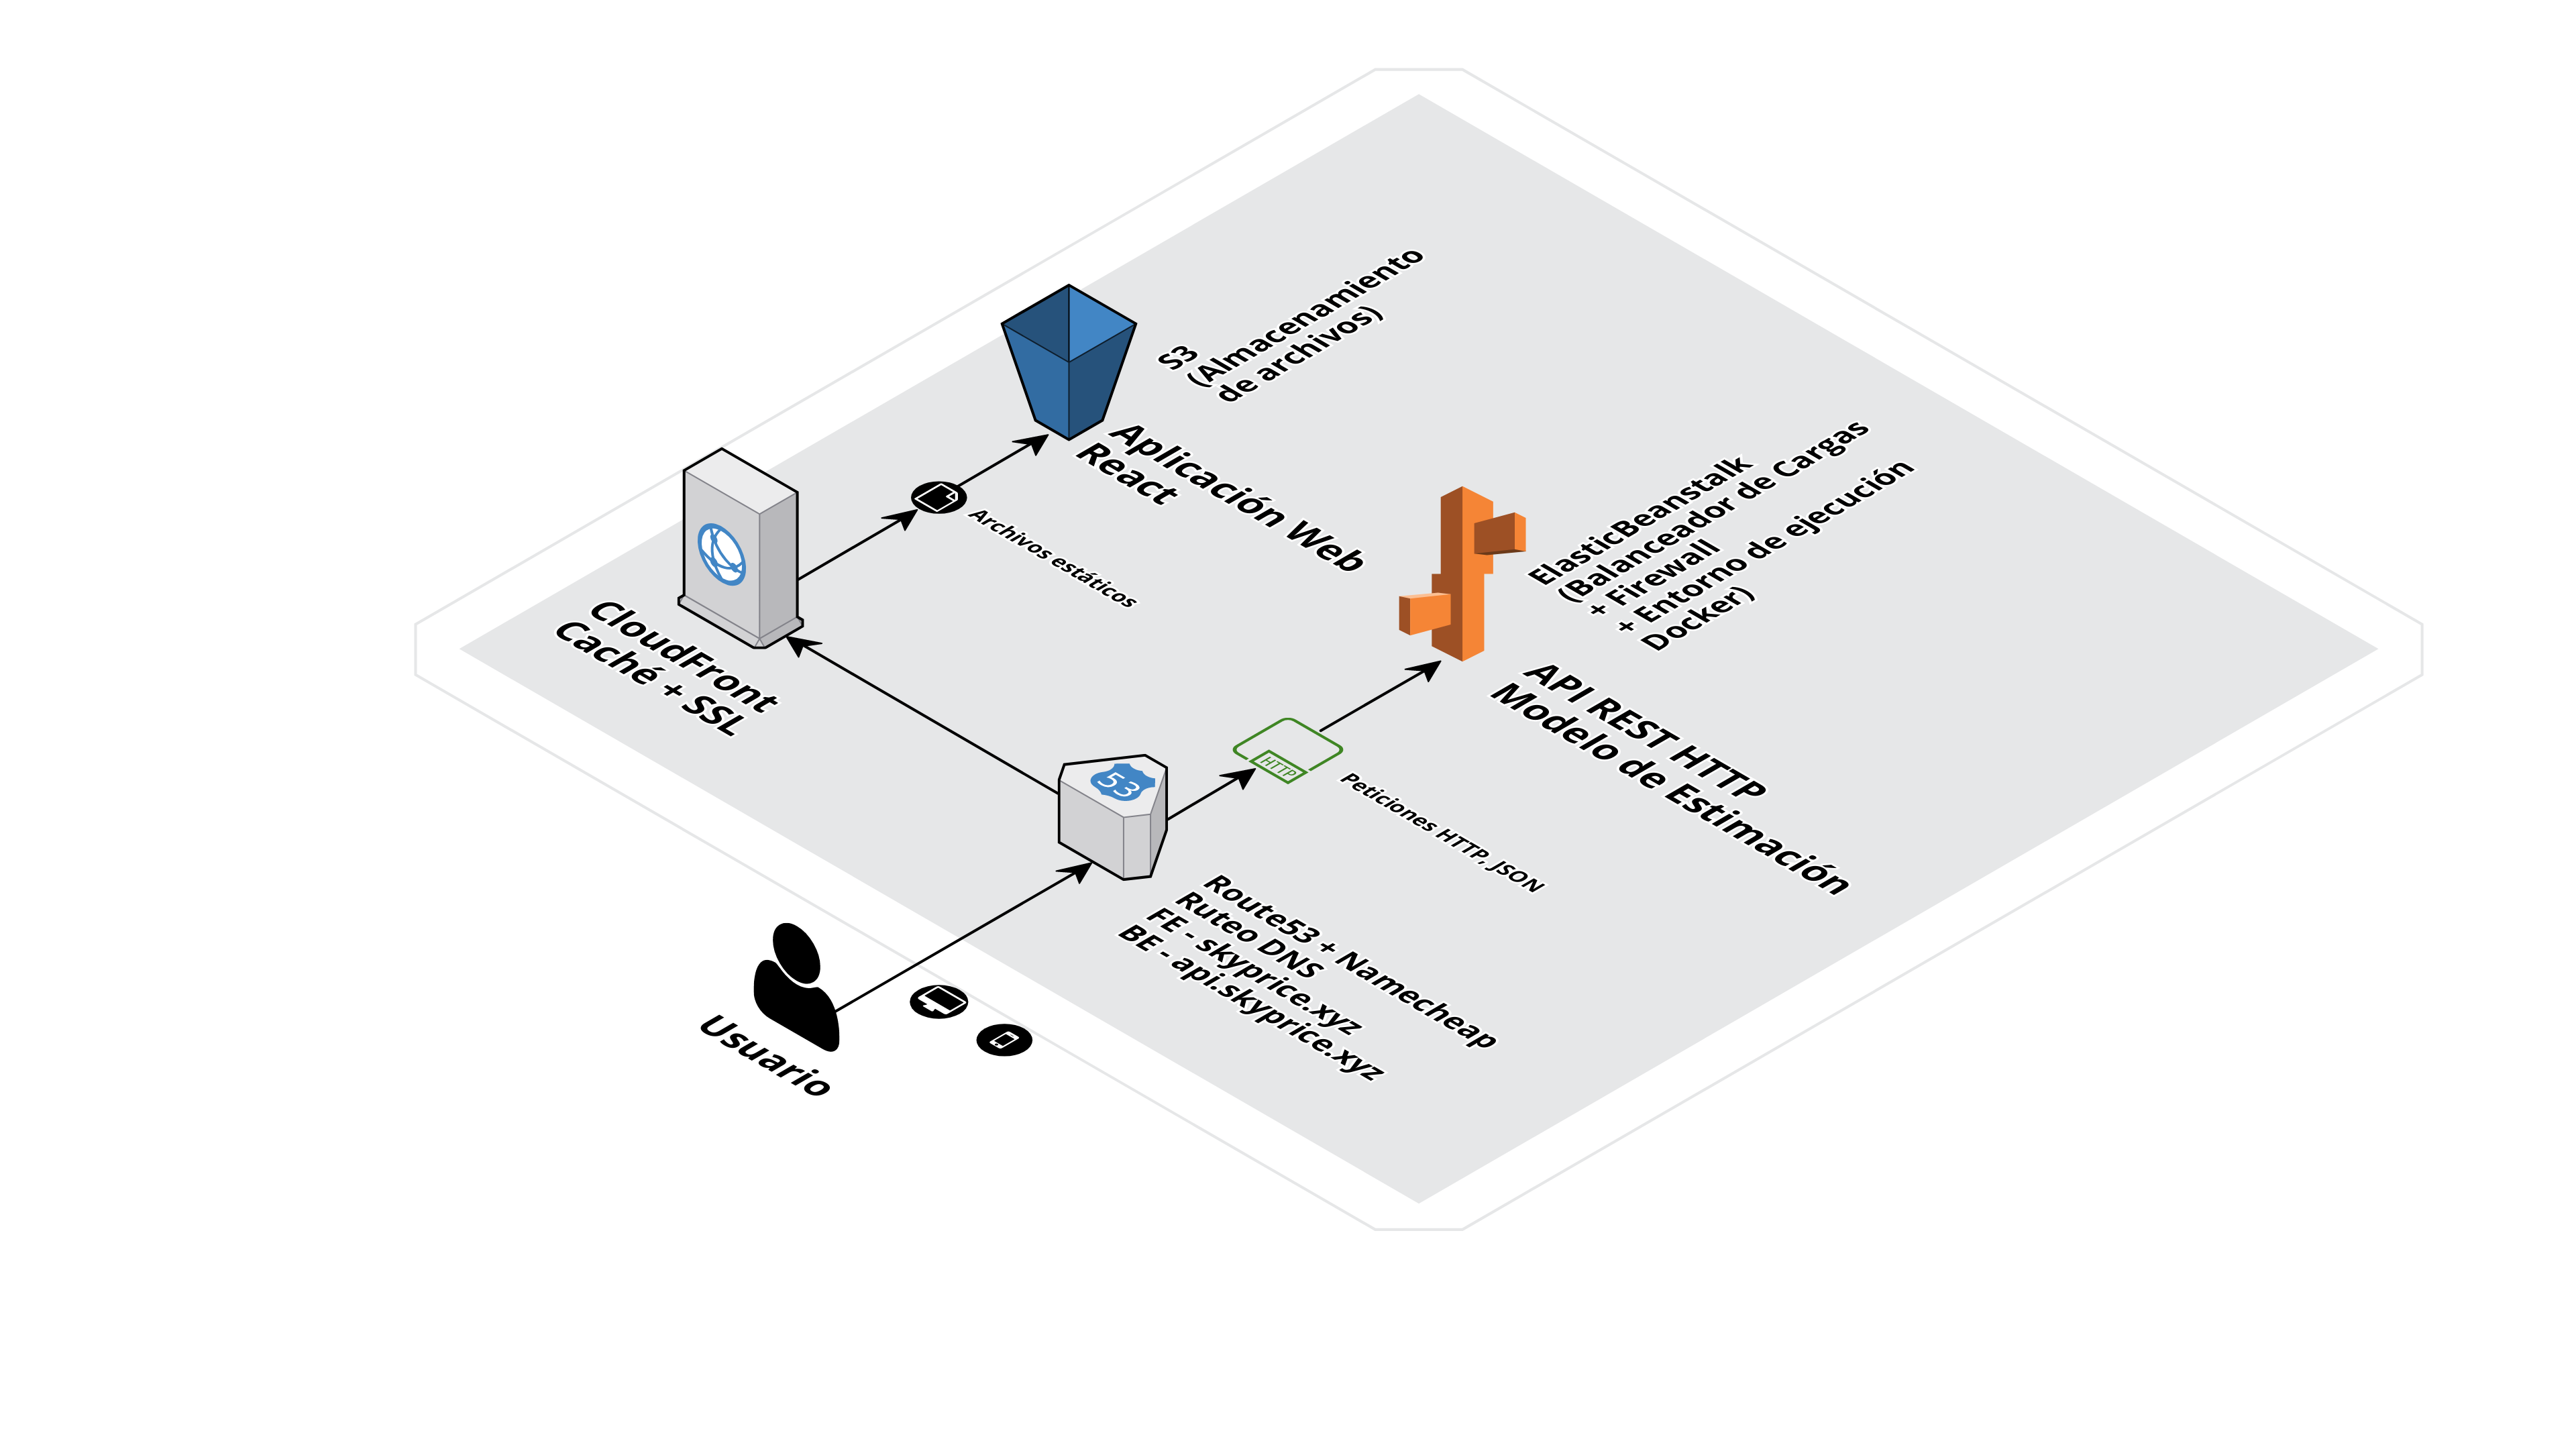 S3
(Almacenamiento
de archivos)
Aplicación Web
React
Archivos estáticos
ElasticBeanstalk
(Balanceador de Cargas
+ Firewall
+ Entorno de ejecución
Docker)
CloudFront
Caché + SSL
API REST HTTP
Modelo de Estimación
HTTP
Peticiones HTTP, JSON
53
Route53 + Namecheap
Ruteo DNS
FE - skyprice.xyz
BE - api.skyprice.xyz
Usuario